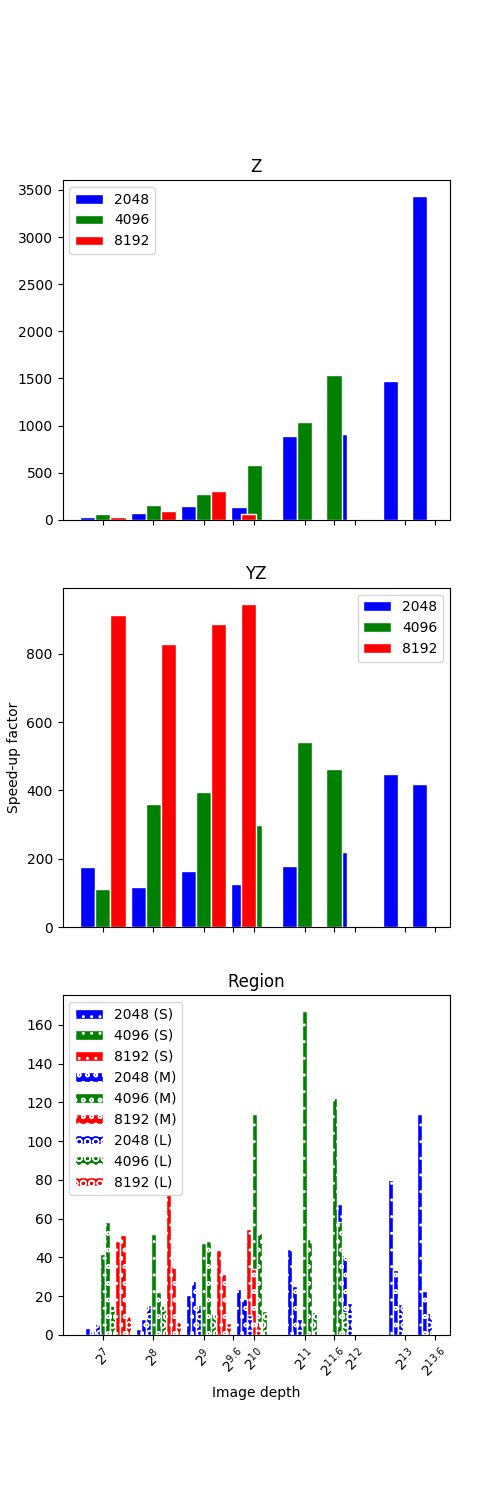 Z
3500
3000
2500
2000
1500
1000
500
0
2048
4096
8192
YZ
800
600
400
200
0
Speed-up factor
2048
4096
8192
Region
160
140
120
100
80
60
40
20
0
2048 (S)
4096 (S)
8192 (S)
2048 (M)
4096 (M)
8192 (M)
2048 (L)
4096 (L)
8192 (L)
2^7 2^8 2^9 2^9.6 2^10 2^11 2^11.6 2^12 2^13 2^13.6
Image depth